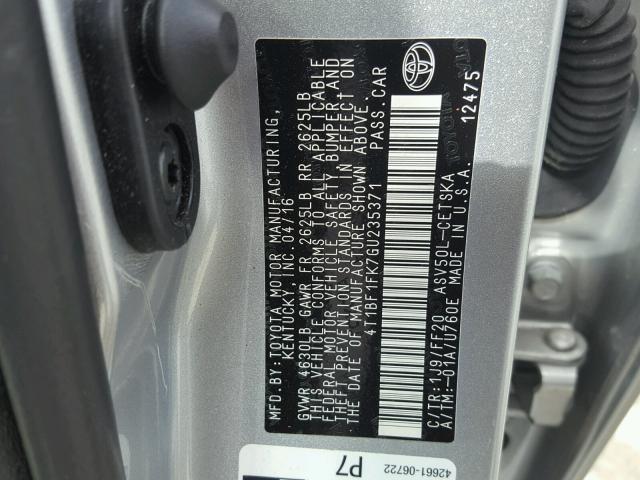 MFD. BY: TOYOTA MOTOR MANUFACTURING,
KENTUCKY, INC. 04/16
GVWR 4630LB GAWR FR 2625LB RR 2625LB
THIS VEHICLE CONFORMS TO ALL APPLICABLE
FEDERAL MOTOR VEHICLE SAFETY, BUMPER AND
THEFT PREVENTION STANDARDS IN EFFECT ON
THE DATE OF MANUFACTURE SHOWN ABOVE.
4T1BF1FK7GU235371 PASS. CAR
C/TR: 1J9/FF20 ASV50L-CETSKA
A/TM: -01A/U760E MADE IN U.S.A.
12475
TOYOTA
42661-06722
P7